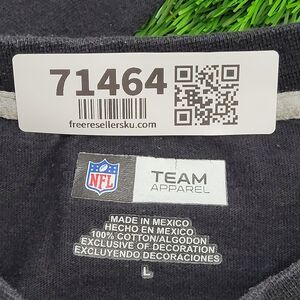 71464
freeresellersku.com
NFL
TEAM
APPAREL
MADE IN MEXICO
HECHO EN MEXICO
100% COTTON/ALGODON
EXCLUSIVE OF DECORATION
EXCLUYENDO DECORACIONES
L